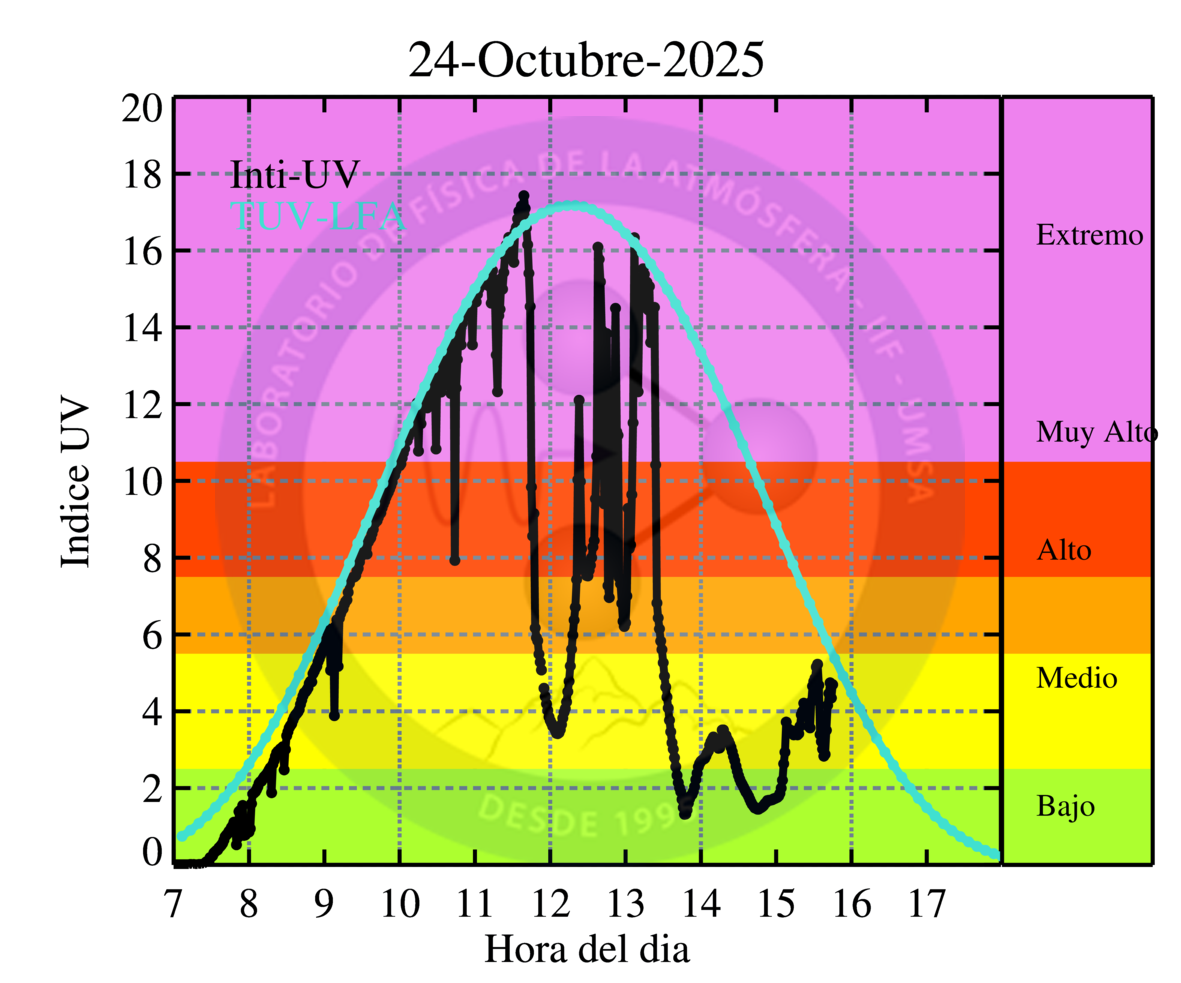 24-Octubre-2025
Inti-UV
TUV-LFA
Indice UV
20
18
16
14
12
10
8
6
4
2
0
7 8 9 10 11 12 13 14 15 16 17
Hora del dia
Extremo
Muy Alto
Alto
Medio
Bajo
LABORATORIO DE FÍSICA DE LA ATMÓSFERA - IIF - UMSA
DESDE 199